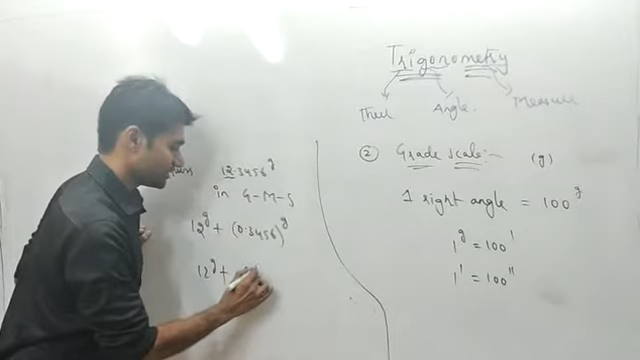 12.3456^g
in G-M-S
12^g + (0.3456)^g
12^g +
Trigonometry
Three Angle. Measure
② Grade scale :- (g)
1 right angle = 100^g
1^g = 100'
1' = 100''